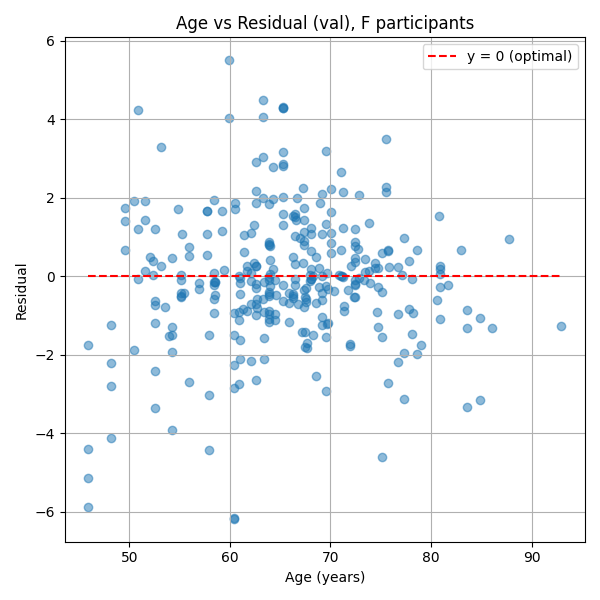 Age vs Residual (val), F participants
y = 0 (optimal)
6
4
2
0
−2
−4
−6
Residual
50 60 70 80 90
Age (years)